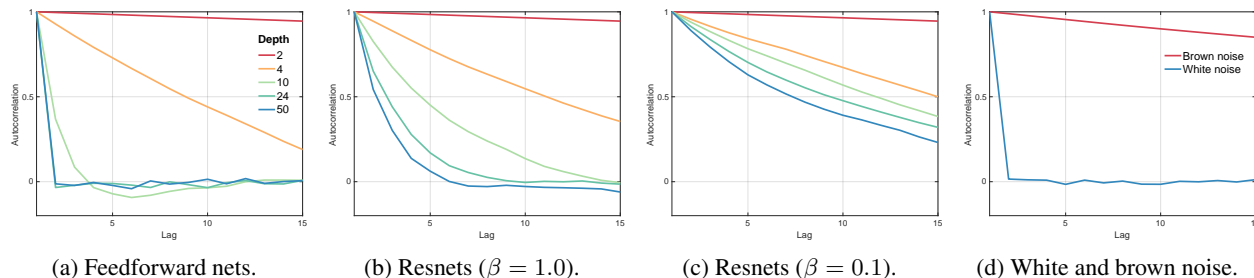 1
0.5
0
Autocorrelation
Depth
2
4
10
24
50
5 10 15
Lag
(a) Feedforward nets.
1
0.5
0
Autocorrelation
5 10 15
Lag
(b) Resnets (β = 1.0).
1
0.5
0
Autocorrelation
5 10 15
Lag
(c) Resnets (β = 0.1).
1
0.5
0
Autocorrelation
Brown noise
White noise
5 10 15
Lag
(d) White and brown noise.